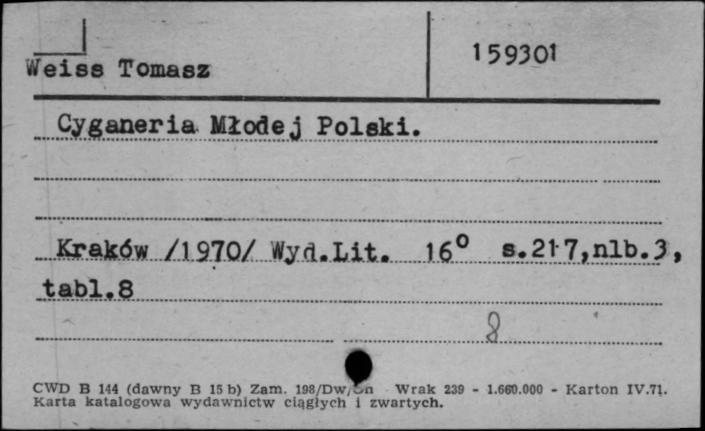 159301
Weiss Tomasz
Cyganeria Młodej Polski.
Kraków /1970/ Wyd.Lit. 16° s.217,nlb.3,
tabl.8
8
CWD B 144 (dawny B 15 b) Zam. 198/Dw/ Wrak 239 - 1.660.000 - Karton IV.71.
Karta katalogowa wydawnictw ciągłych i zwartych.